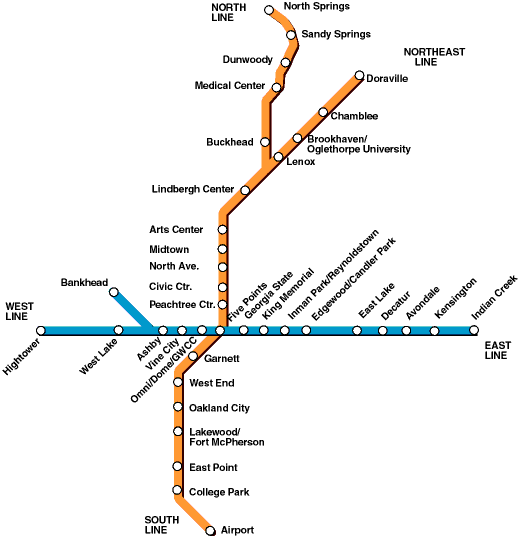 NORTH
LINE
North Springs
Sandy Springs
NORTHEAST
LINE
Dunwoody
Doraville
Medical Center
Chamblee
Buckhead
Brookhaven/
Oglethorpe University
Lenox
Lindbergh Center
Arts Center
Midtown
North Ave.
Civic Ctr.
Peachtree Ctr.
Bankhead
WEST
LINE
Hightower
West Lake
Ashby
Vine City
Omni/Dome/GWCC
Five Points
Georgia State
King Memorial
Inman Park/Reynoldstown
Edgewood/Candler Park
East Lake
Decatur
Avondale
Kensington
Indian Creek
EAST
LINE
Garnett
West End
Oakland City
Lakewood/
Fort McPherson
East Point
College Park
SOUTH
LINE
Airport